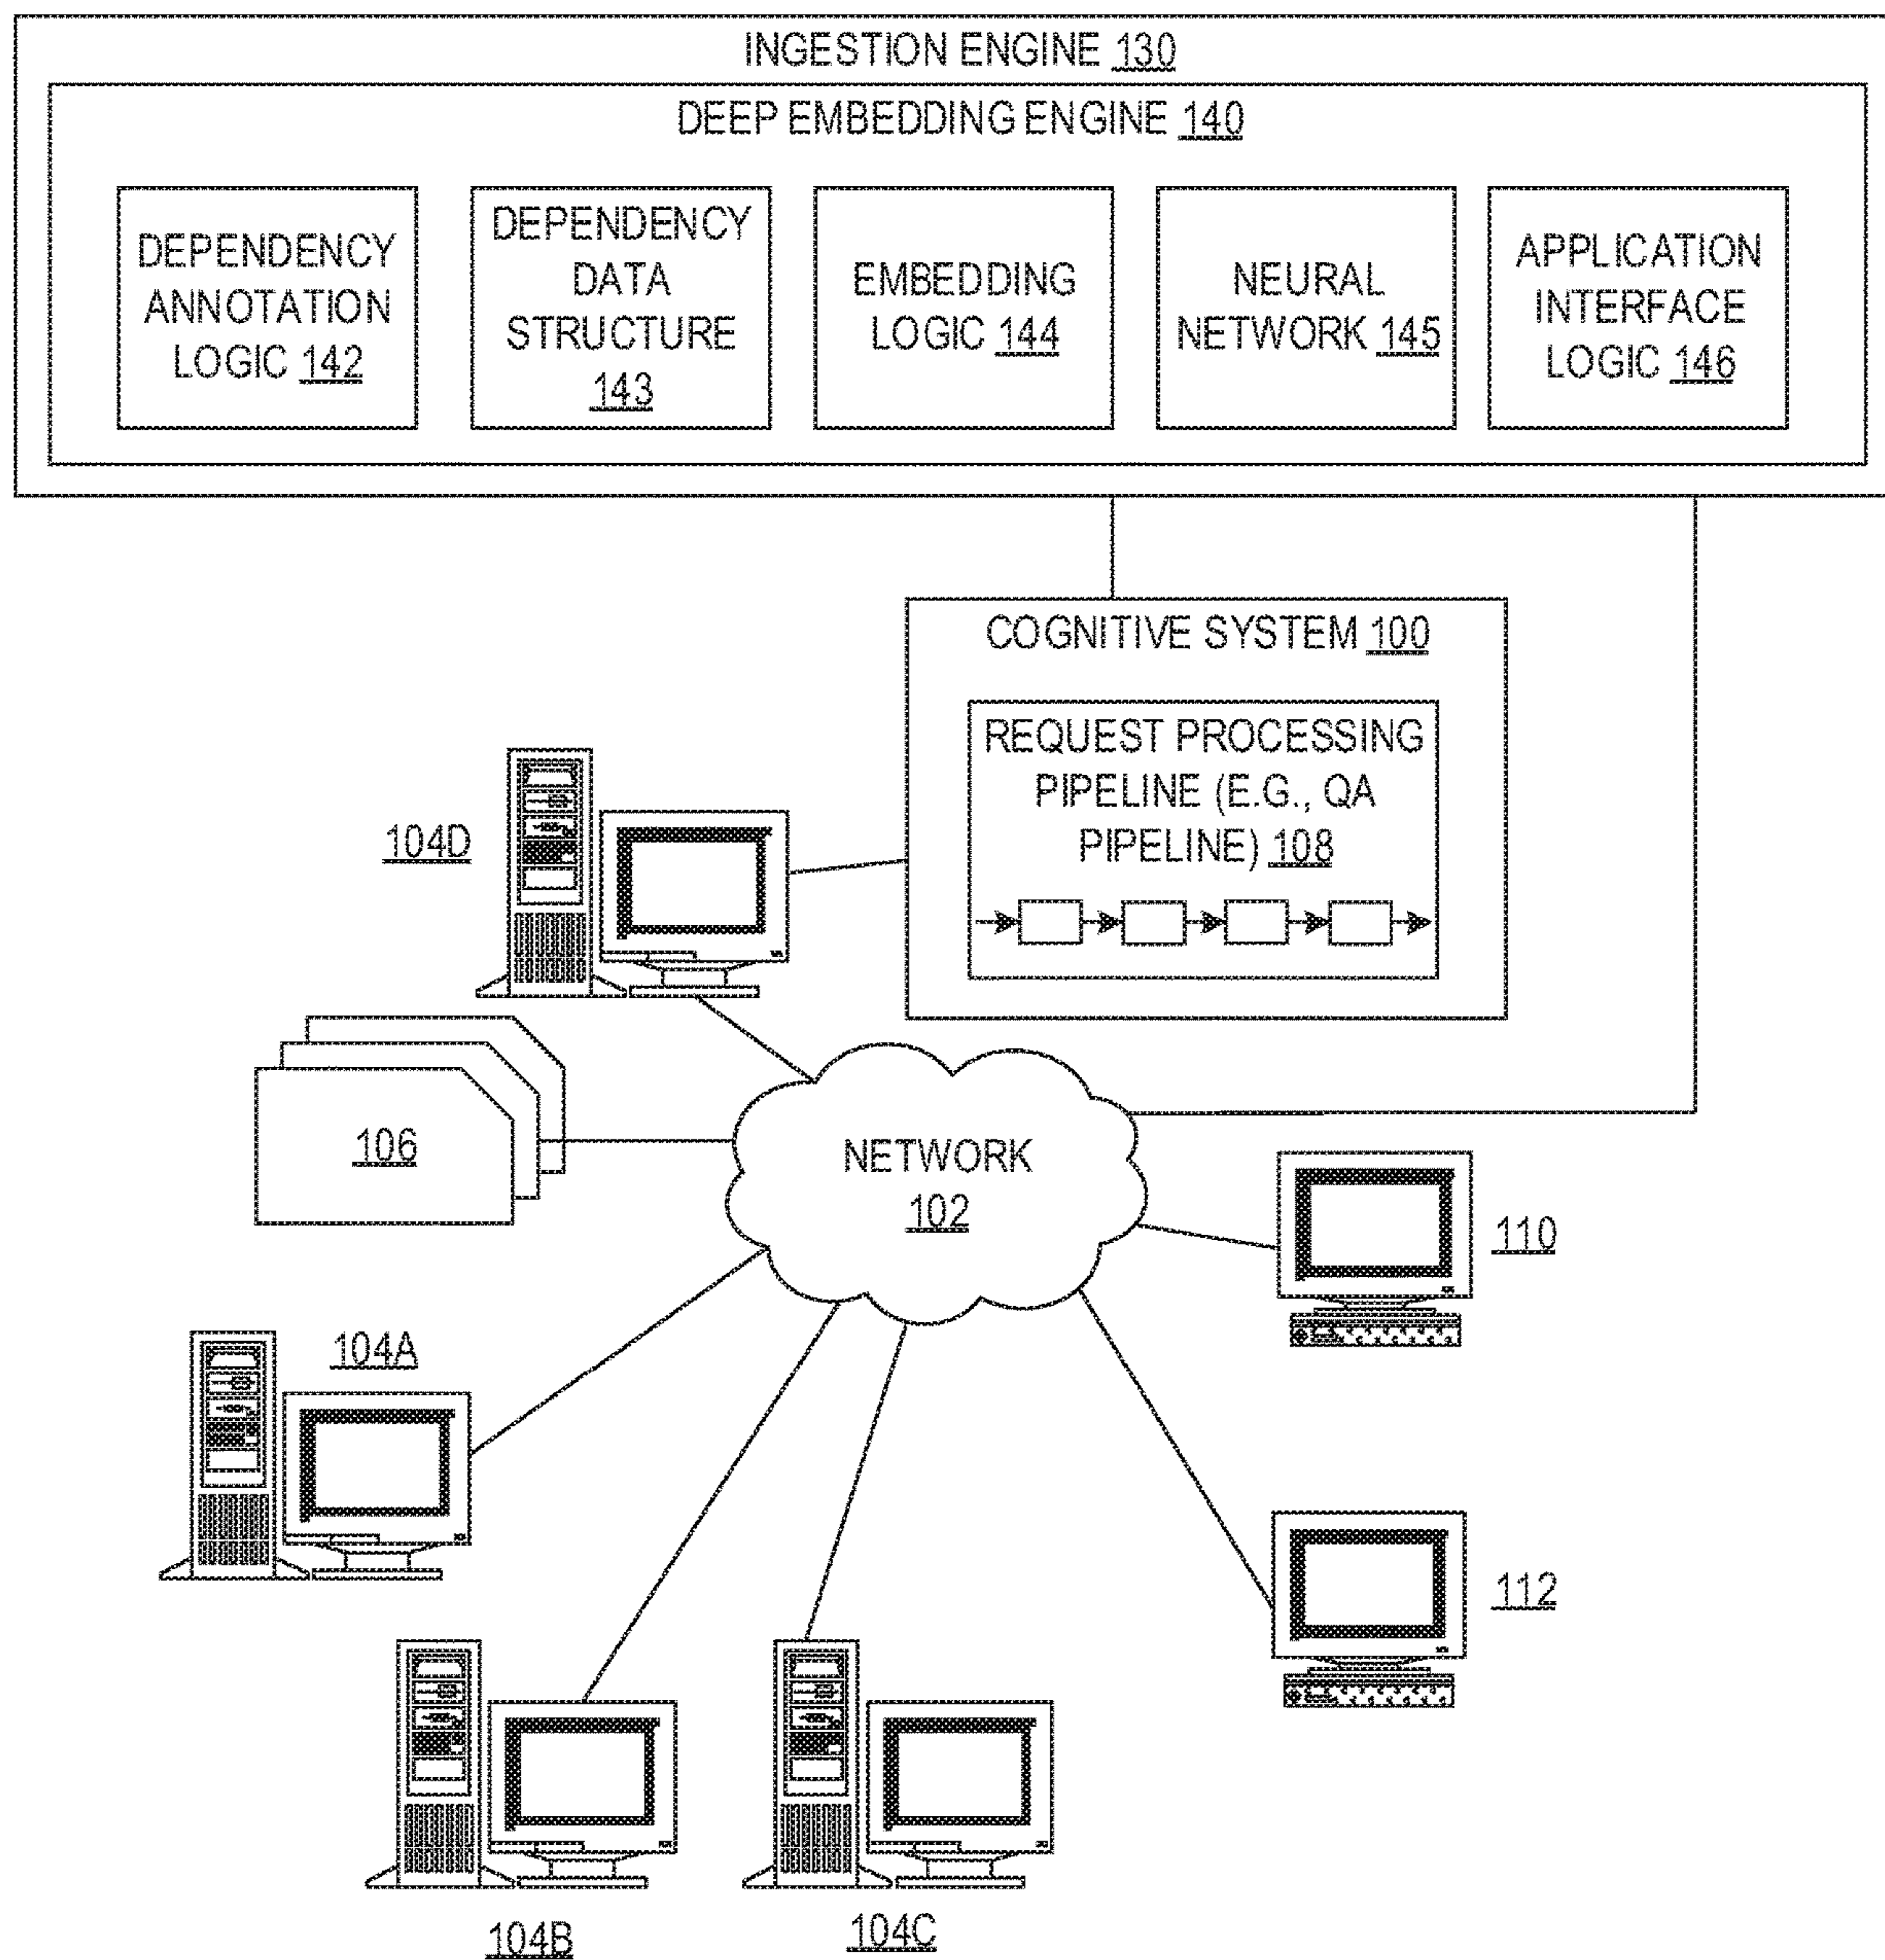 INGESTION ENGINE 130
DEEP EMBEDDING ENGINE 140
DEPENDENCY
ANNOTATION
LOGIC 142
DEPENDENCY
DATA
STRUCTURE
143
EMBEDDING
LOGIC 144
NEURAL
NETWORK 145
APPLICATION
INTERFACE
LOGIC 146
COGNITIVE SYSTEM 100
REQUEST PROCESSING
PIPELINE (E.G., QA
PIPELINE) 108
104D
106
NETWORK
102
110
104A
112
104B
104C